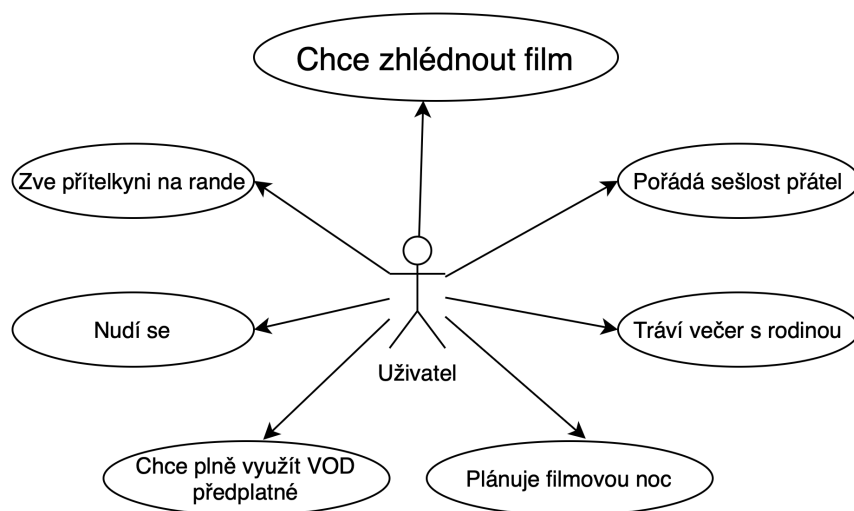 Chce zhlédnout film
Zve přítelkyni na rande
Pořádá sešlost přátel
Nudí se
Tráví večer s rodinou
Uživatel
Chce plně využít VOD
předplatné
Plánuje filmovou noc